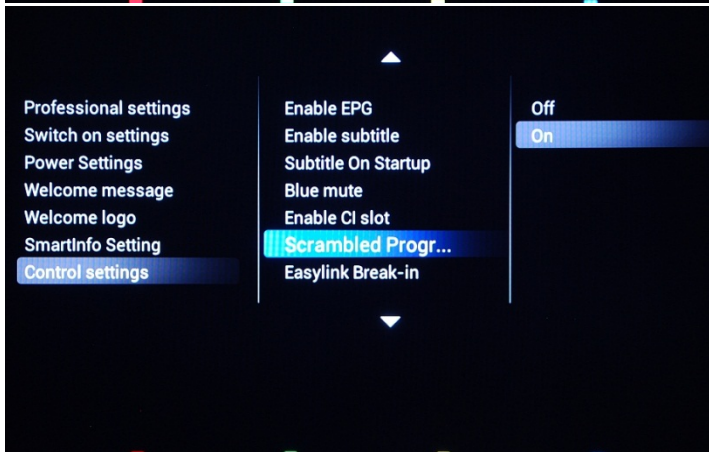 Professional settings
Switch on settings
Power Settings
Welcome message
Welcome logo
SmartInfo Setting
Control settings
Enable EPG
Enable subtitle
Subtitle On Startup
Blue mute
Enable CI slot
Scrambled Progr...
Easylink Break-in
Off
On